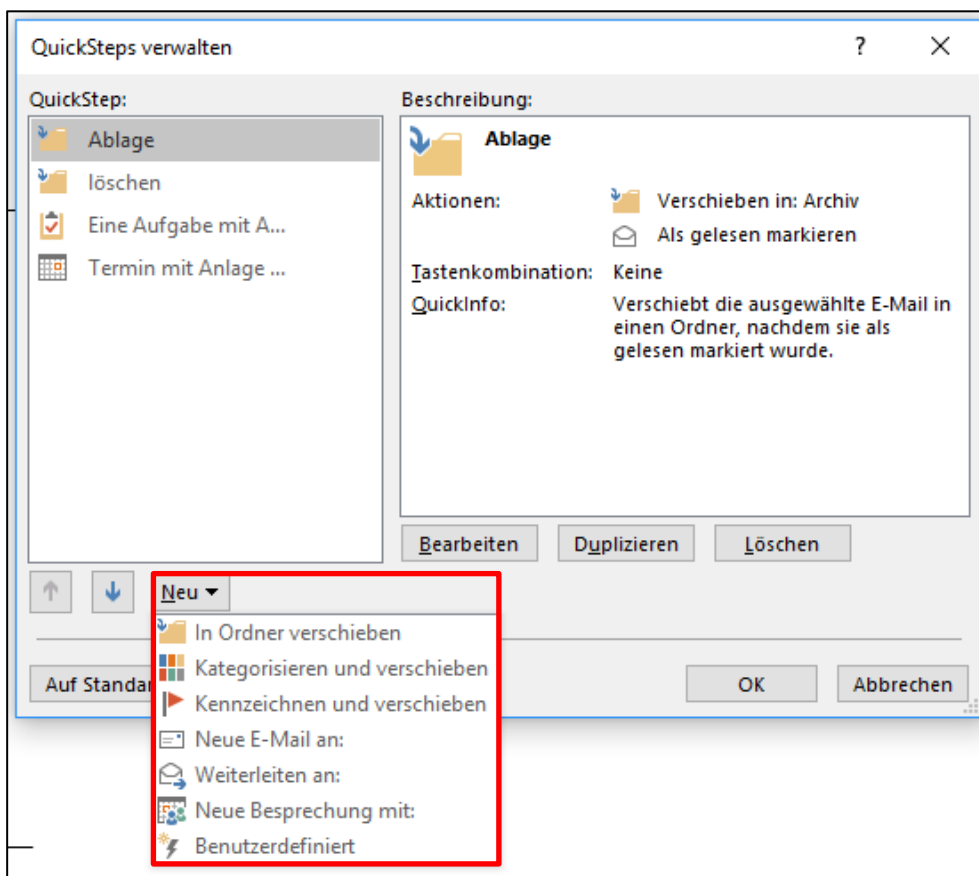 QuickSteps verwalten
?
QuickStep:
Ablage
löschen
Eine Aufgabe mit A...
Termin mit Anlage ...
Beschreibung:
Ablage
Aktionen:
Verschieben in: Archiv
Als gelesen markieren
Tastenkombination: Keine
QuickInfo:
Verschiebt die ausgewählte E-Mail in
einen Ordner, nachdem sie als
gelesen markiert wurde.
Bearbeiten
Duplizieren
Löschen
Neu
In Ordner verschieben
Kategorisieren und verschieben
Kennzeichnen und verschieben
Neue E-Mail an:
Weiterleiten an:
Neue Besprechung mit:
Benutzerdefiniert
Auf Standar
OK
Abbrechen